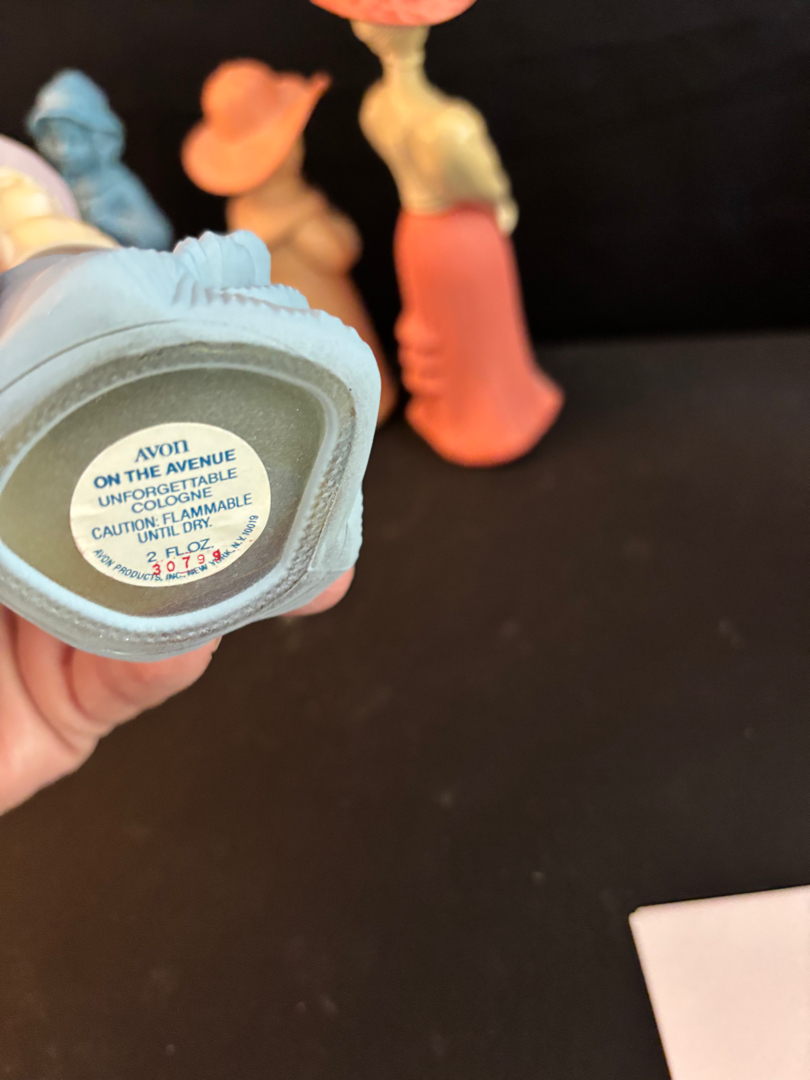 AVON
ON THE AVENUE
UNFORGETTABLE
COLOGNE
CAUTION: FLAMMABLE
UNTIL DRY.
2 FL.OZ.
30799
AVON PRODUCTS, INC., NEW YORK, N.Y. 10019